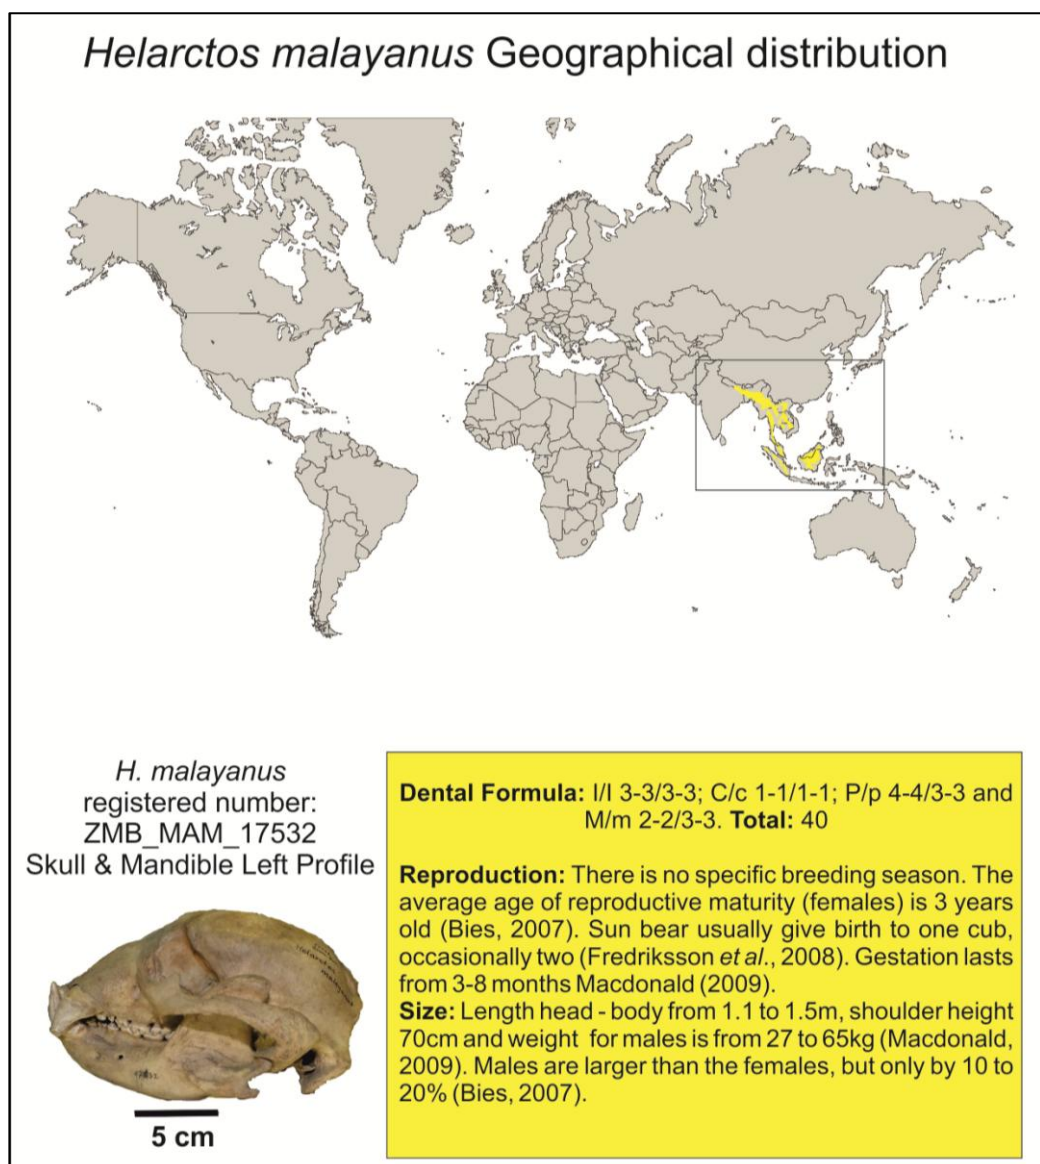 Helarctos malayanus Geographical distribution
H. malayanus
registered number:
ZMB_MAM_17532
Skull & Mandible Left Profile
5 cm
Dental Formula: I/I 3-3/3-3; C/c 1-1/1-1; P/p 4-4/3-3 and
M/m 2-2/3-3. Total: 40
Reproduction: There is no specific breeding season. The
average age of reproductive maturity (females) is 3 years
old (Bies, 2007). Sun bear usually give birth to one cub,
occasionally two (Fredriksson et al., 2008). Gestation lasts
from 3-8 months Macdonald (2009).
Size: Length head - body from 1.1 to 1.5m, shoulder height
70cm and weight for males is from 27 to 65kg (Macdonald,
2009). Males are larger than the females, but only by 10 to
20% (Bies, 2007).